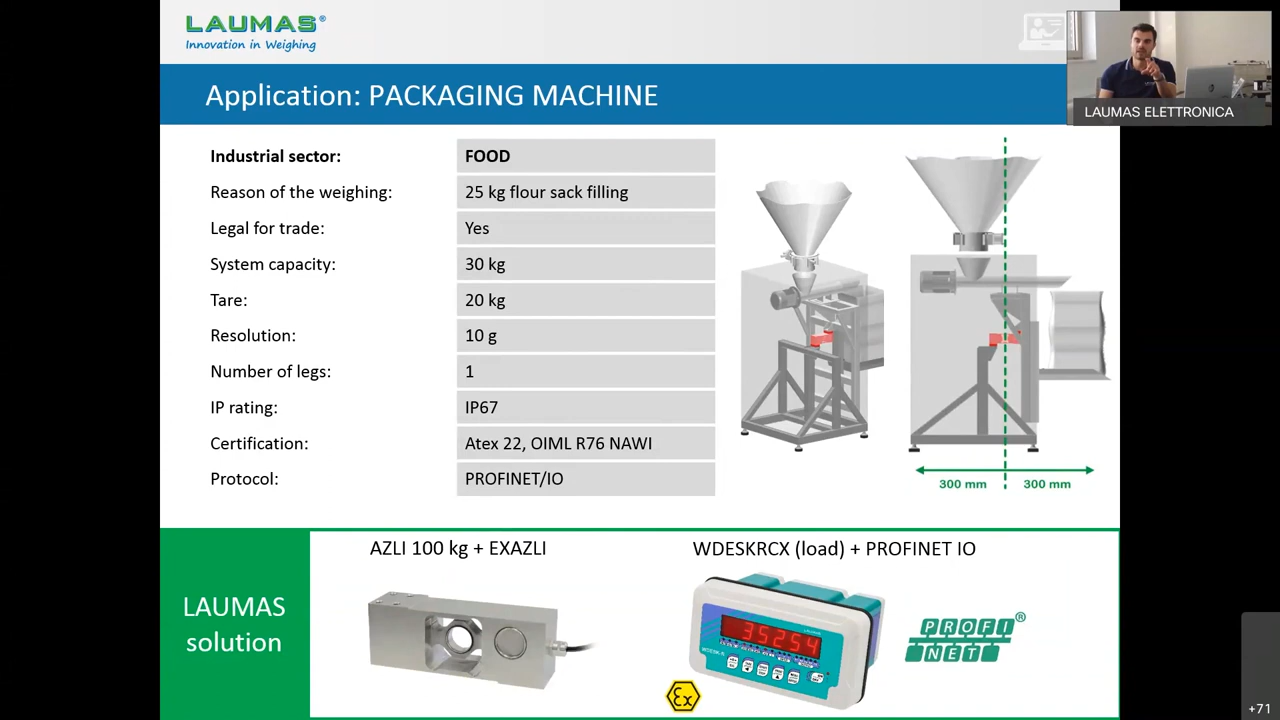 LAUMAS®
Innovation in Weighing
Application: PACKAGING MACHINE
LAUMAS ELETTRONICA
Industrial sector: FOOD
Reason of the weighing: 25 kg flour sack filling
Legal for trade: Yes
System capacity: 30 kg
Tare: 20 kg
Resolution: 10 g
Number of legs: 1
IP rating: IP67
Certification: Atex 22, OIML R76 NAWI
Protocol: PROFINET/IO
300 mm 300 mm
LAUMAS
solution
AZLI 100 kg + EXAZLI
WDESKRCX (load) + PROFINET IO
35254
Ex
PROFI®
NET
+71